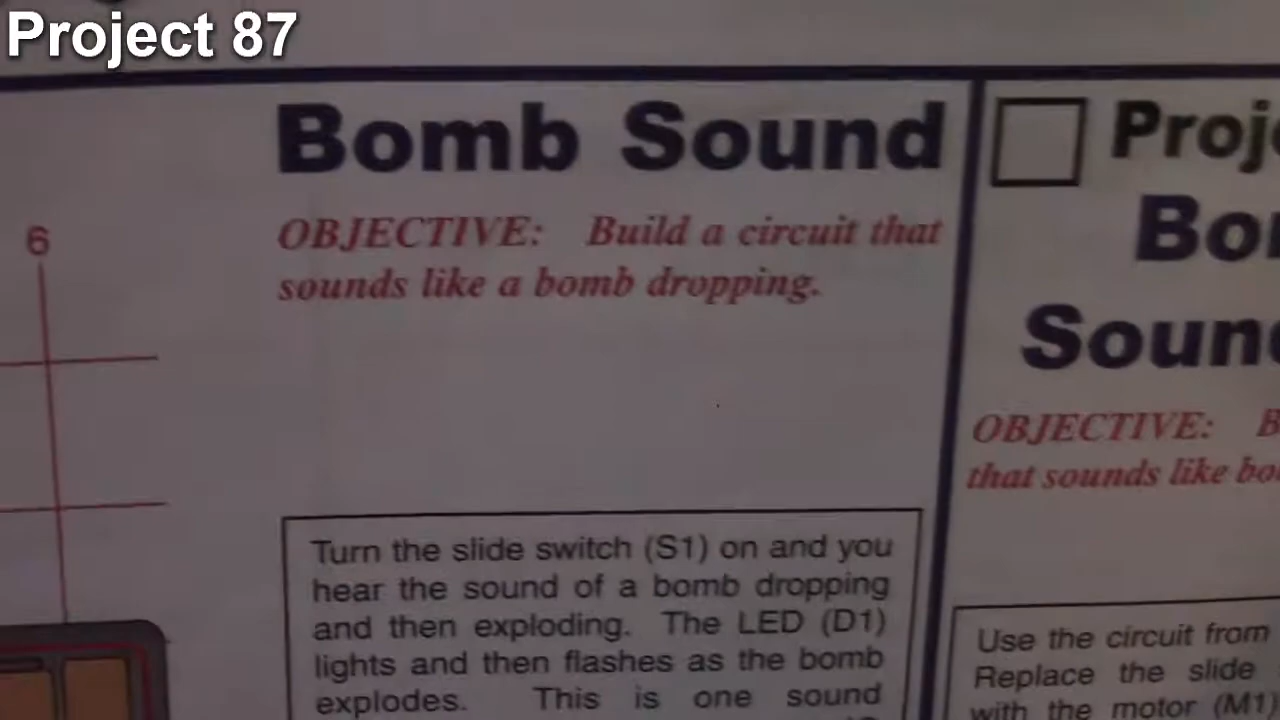 Project 87
Bomb Sound
OBJECTIVE: Build a circuit that
sounds like a bomb dropping.
6
Turn the slide switch (S1) on and you
hear the sound of a bomb dropping
and then exploding. The LED (D1)
lights and then flashes as the bomb
explodes. This is one sound
OBJECTIVE:
that sounds like
Use the circuit from
Replace the slide
with the motor (M1)